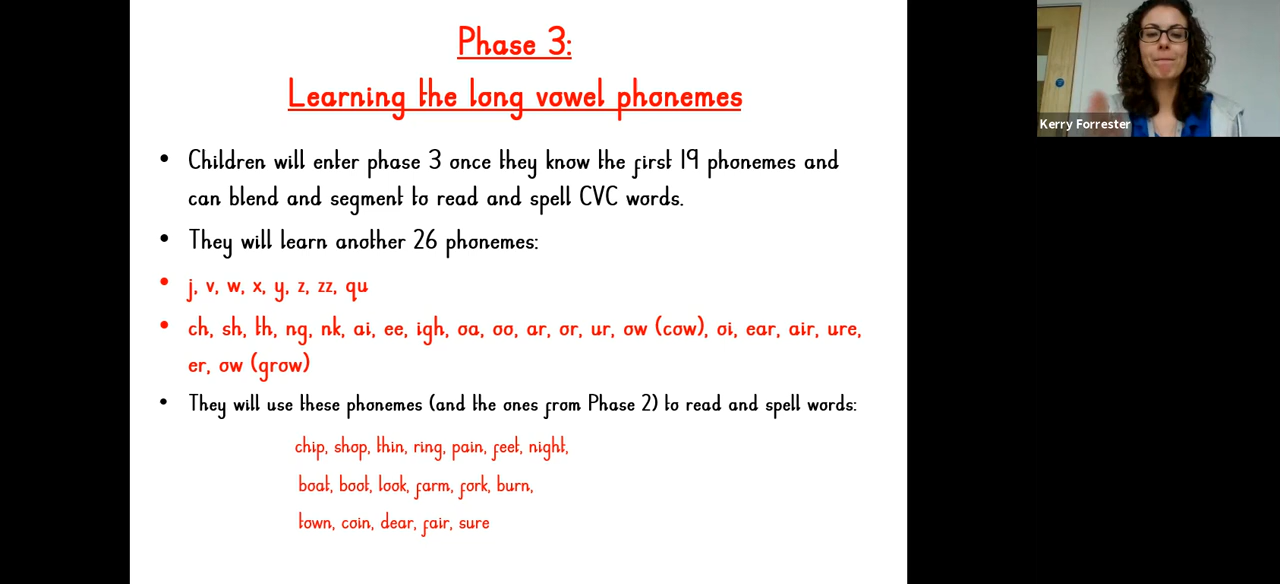 Phase 3:
Learning the long vowel phonemes
• Children will enter phase 3 once they know the first 19 phonemes and
can blend and segment to read and spell CVC words.
• They will learn another 26 phonemes:
• j, v, w, x, y, z, zz, qu
• ch, sh, th, ng, nk, ai, ee, igh, oa, oo, ar, or, ur, ow (cow), oi, ear, air, ure,
er, ow (grow)
• They will use these phonemes (and the ones from Phase 2) to read and spell words:
chip, shop, thin, ring, pain, feet, night,
boat, boot, look, farm, fork, burn,
town, coin, dear, fair, sure
Kerry Forrester